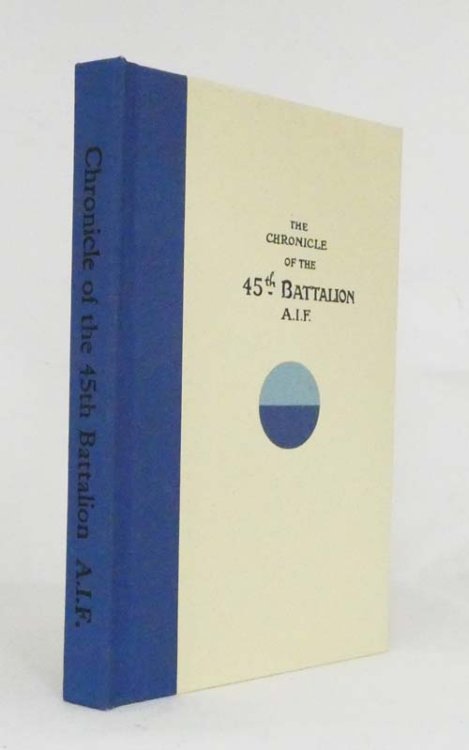 Chronicle of the 45th Battalion A.I.F.
THE
CHRONICLE
OF THE
45th BATTALION
A.I.F.